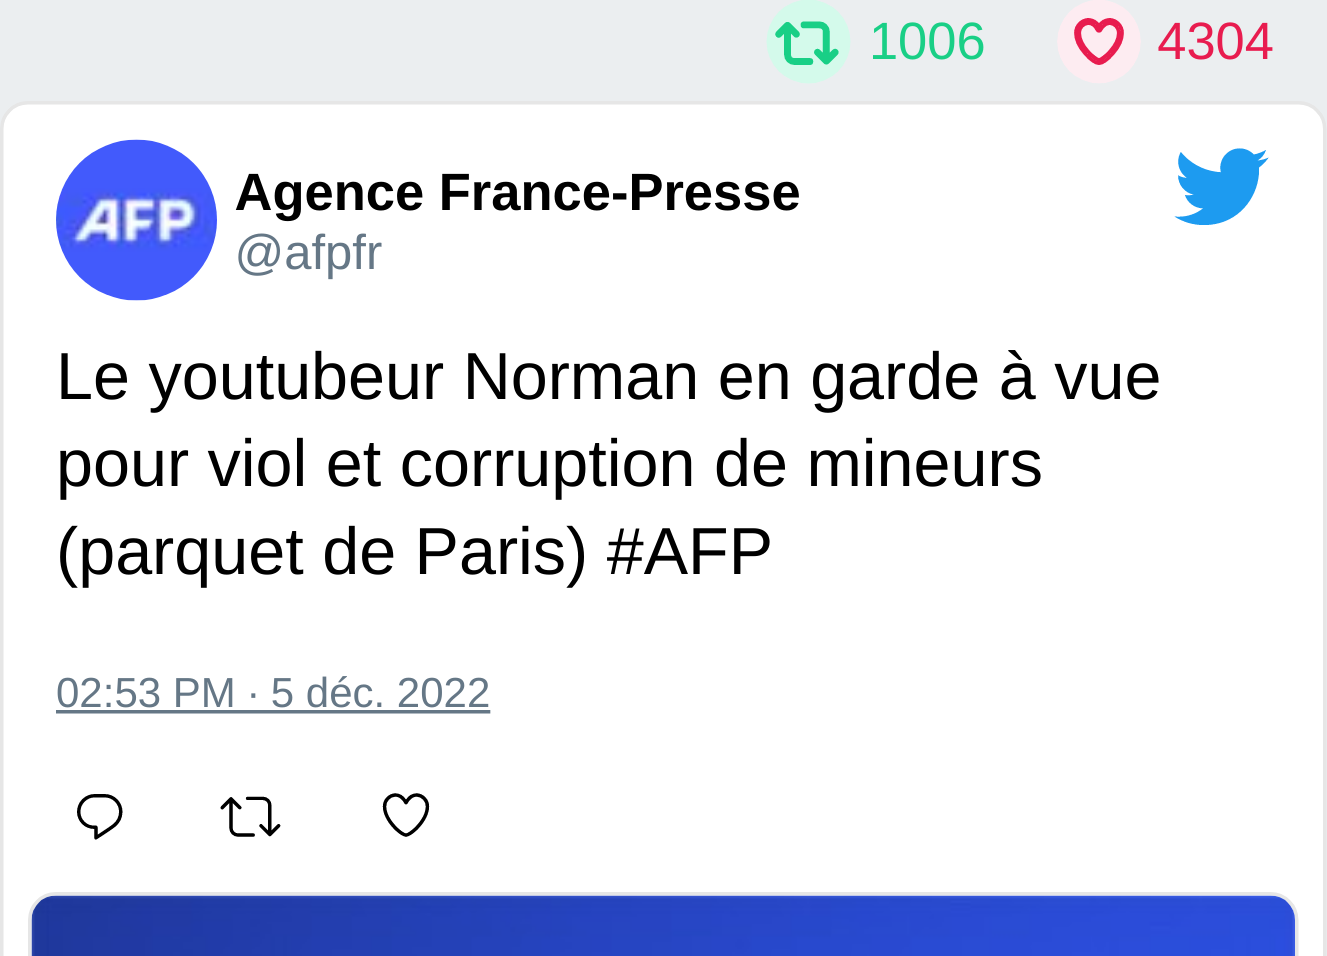 1006 4304
AFP
Agence France-Presse
@afpfr
Le youtubeur Norman en garde à vue
pour viol et corruption de mineurs
(parquet de Paris) #AFP
02:53 PM · 5 déc. 2022